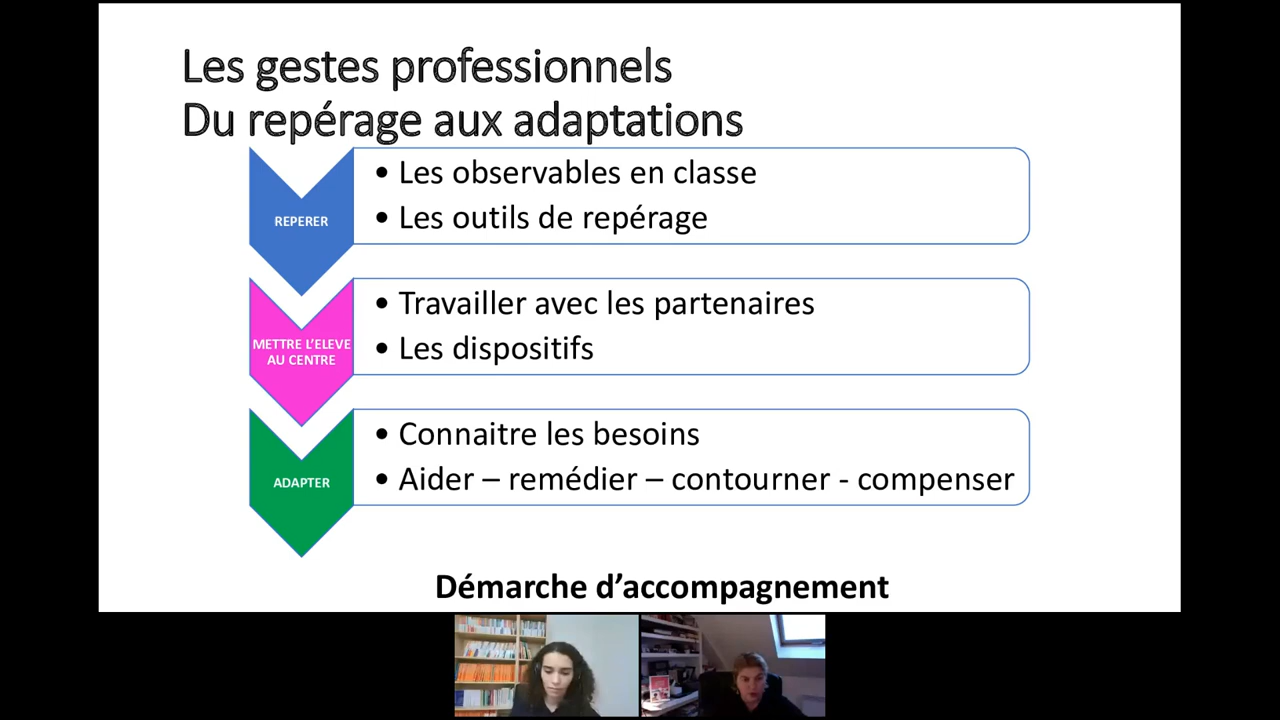 Les gestes professionnels
Du repérage aux adaptations
REPERER
• Les observables en classe
• Les outils de repérage
METTRE L'ELEVE
AU CENTRE
• Travailler avec les partenaires
• Les dispositifs
ADAPTER
• Connaitre les besoins
• Aider – remédier – contourner - compenser
Démarche d'accompagnement